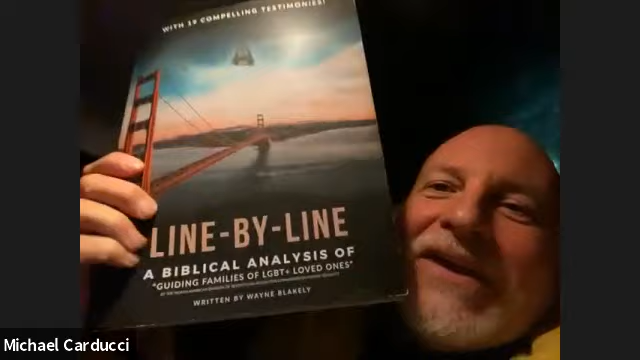 WITH 19 COMPELLING TESTIMONIES!
LINE-BY-LINE
A BIBLICAL ANALYSIS OF
"GUIDING FAMILIES OF LGBT+ LOVED ONES"
WRITTEN BY WAYNE BLAKELY
Michael Carducci